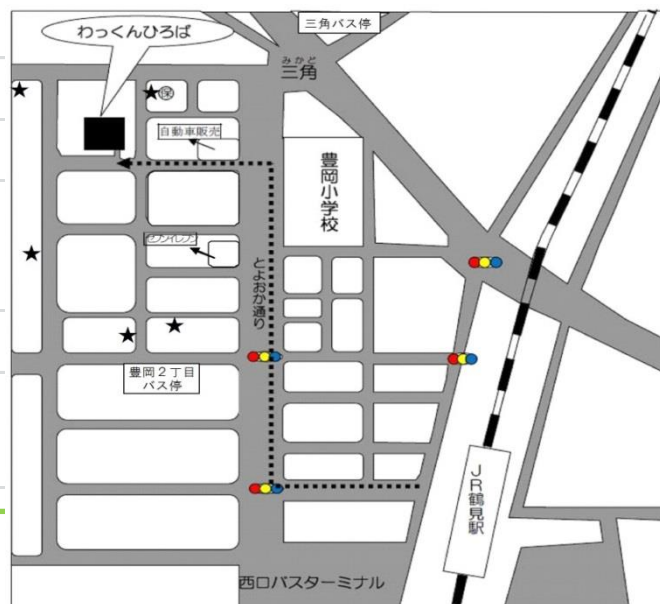 三角バス停
わっくんひろば
みかど
三角
自動車販売
豊岡小学校
セブンイレブン
とよおか通り
豊岡2丁目
バス停
JR鶴見駅
西口バスターミナル